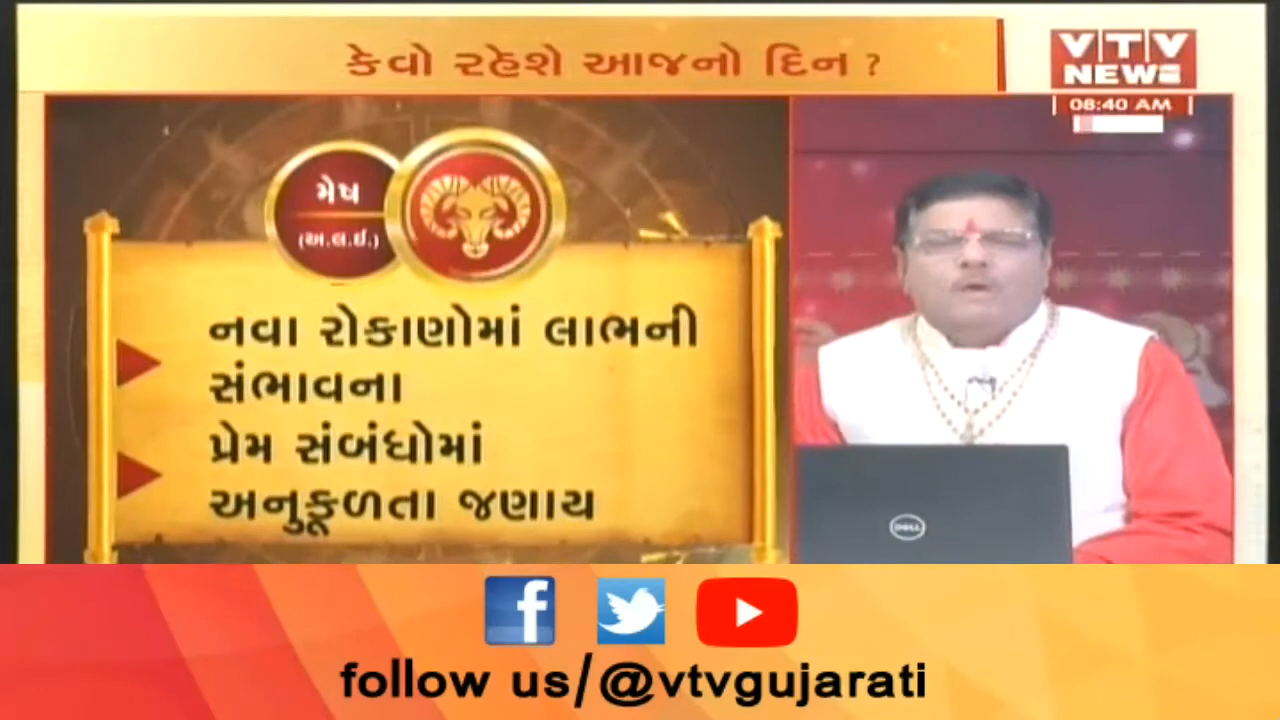 કેવો રહેશે આજનો દિન ?
VTV
NEWS
08:40 AM
મેષ
(અ.લ.ઈ.)
નવા રોકાણોમાં લાભની
સંભાવના
પ્રેમ સંબંધોમાં
અનુકૂળતા જણાય
DELL
follow us/@vtvgujarati